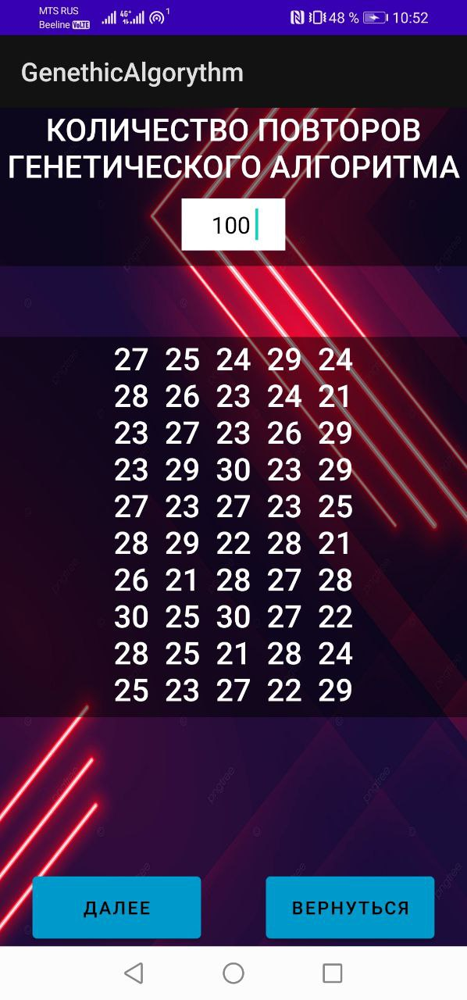 MTS RUS
Beeline VoLTE
4G+
1
48 % 10:52
GenethicAlgorythm
КОЛИЧЕСТВО ПОВТОРОВ
ГЕНЕТИЧЕСКОГО АЛГОРИТМА
100
27 25 24 29 24
28 26 23 24 21
23 27 23 26 29
23 29 30 23 29
27 23 27 23 25
28 29 22 28 21
26 21 28 27 28
30 25 30 27 22
28 25 21 28 24
25 23 27 22 29
pngtree
ДАЛЕЕ ВЕРНУТЬСЯ